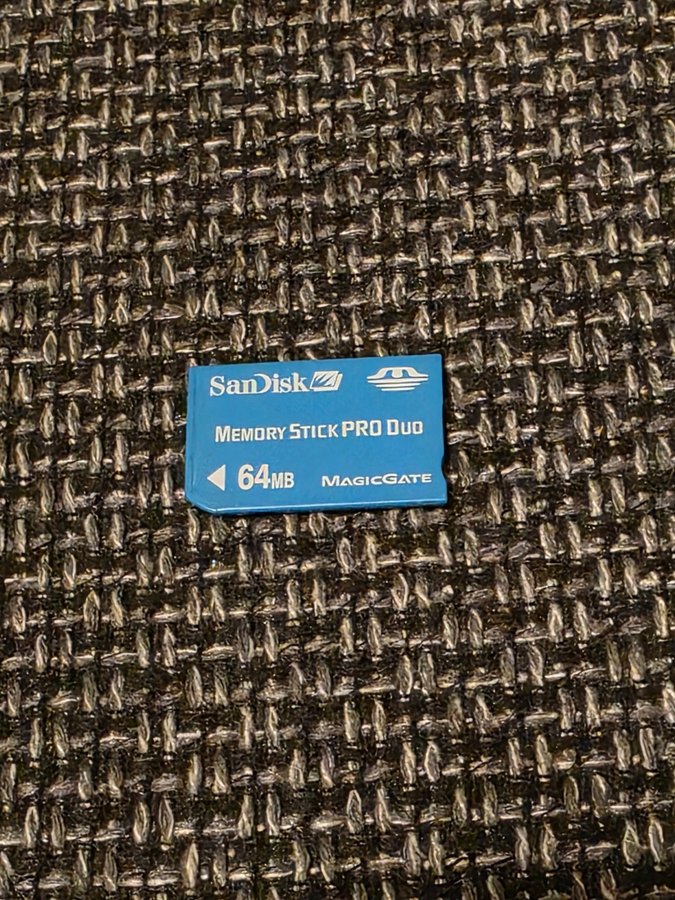 SanDisk
MEMORY STICK PRO DUO
64MB MAGICGATE